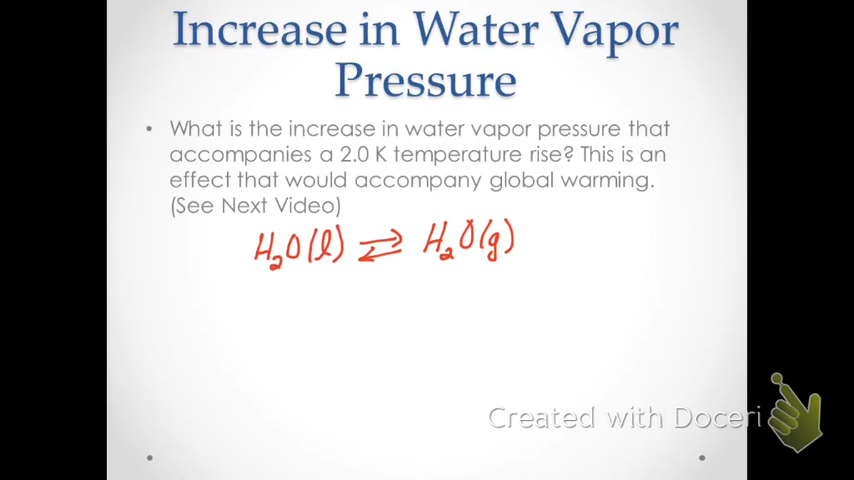 Increase in Water Vapor
Pressure
• What is the increase in water vapor pressure that
accompanies a 2.0 K temperature rise? This is an
effect that would accompany global warming.
(See Next Video)
H₂O(l) ⇌ H₂O(g)
Created with Doceri